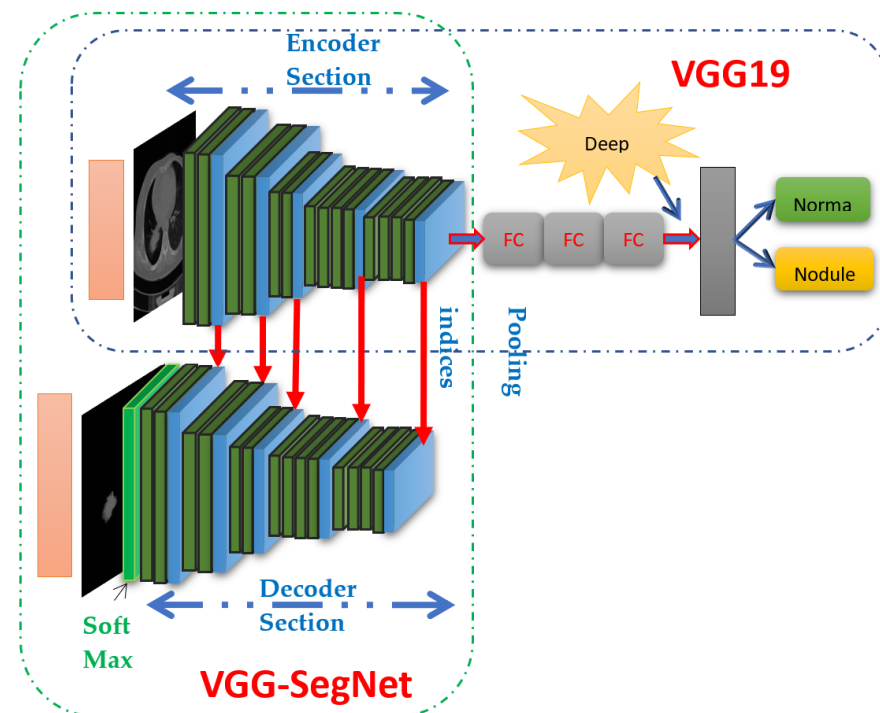 Encoder
Section
VGG19
Deep
FC
FC
FC
Norma
Nodule
Pooling
indices
Decoder
Section
Soft
Max
VGG-SegNet